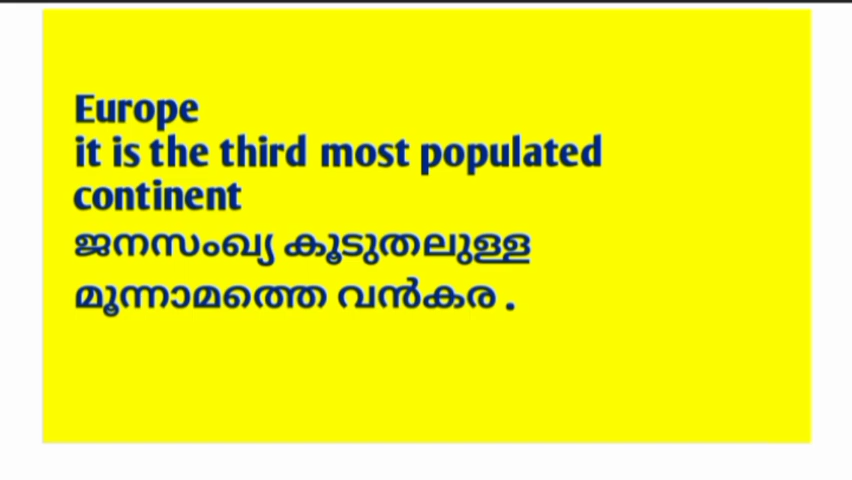 Europe
it is the third most populated
continent
ജനസംഖ്യ കൂടുതലുള്ള
മൂന്നാമത്തെ വൻകര .